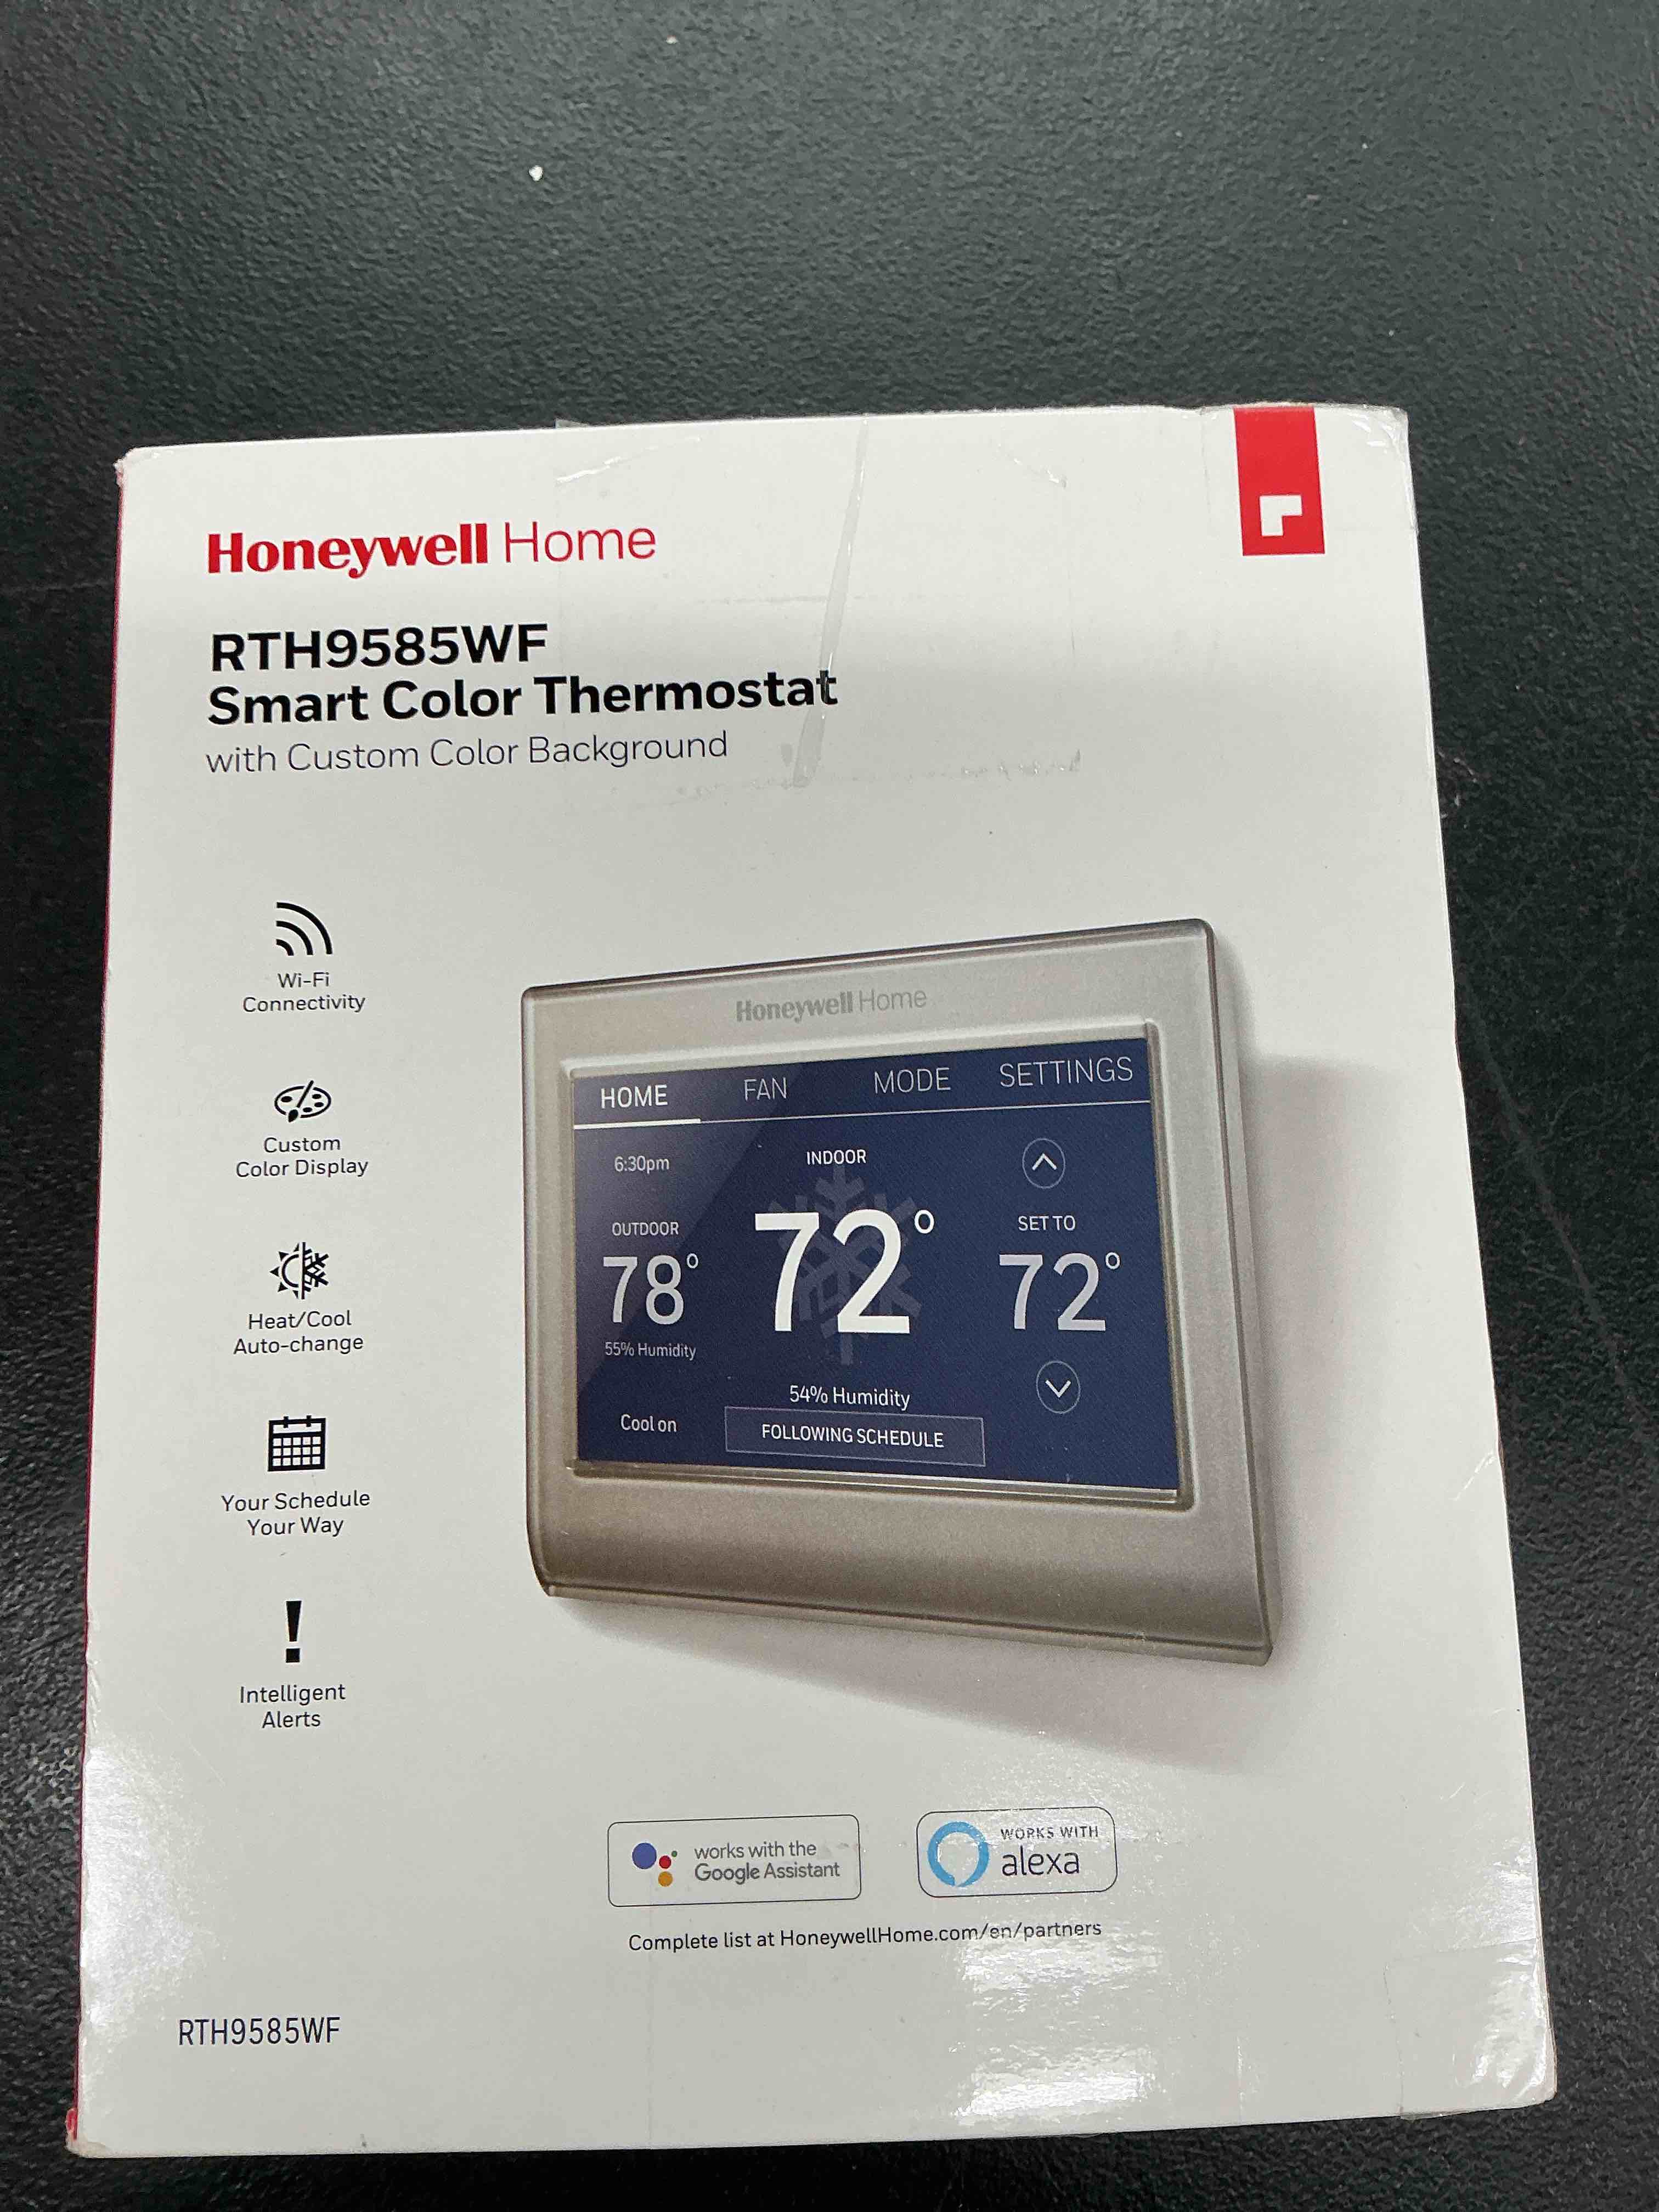 Honeywell Home
RTH9585WF
Smart Color Thermostat
with Custom Color Background
Wi-Fi
Connectivity
Custom
Color Display
Heat/Cool
Auto-change
Your Schedule
Your Way
!
Intelligent
Alerts
Honeywell Home
HOME FAN MODE SETTINGS
6:30pm
OUTDOOR
78°
55% Humidity
Cool on
INDOOR
72°
54% Humidity
FOLLOWING SCHEDULE
SET TO
72°
works with the
Google Assistant
WORKS WITH
alexa
Complete list at HoneywellHome.com/en/partners
RTH9585WF